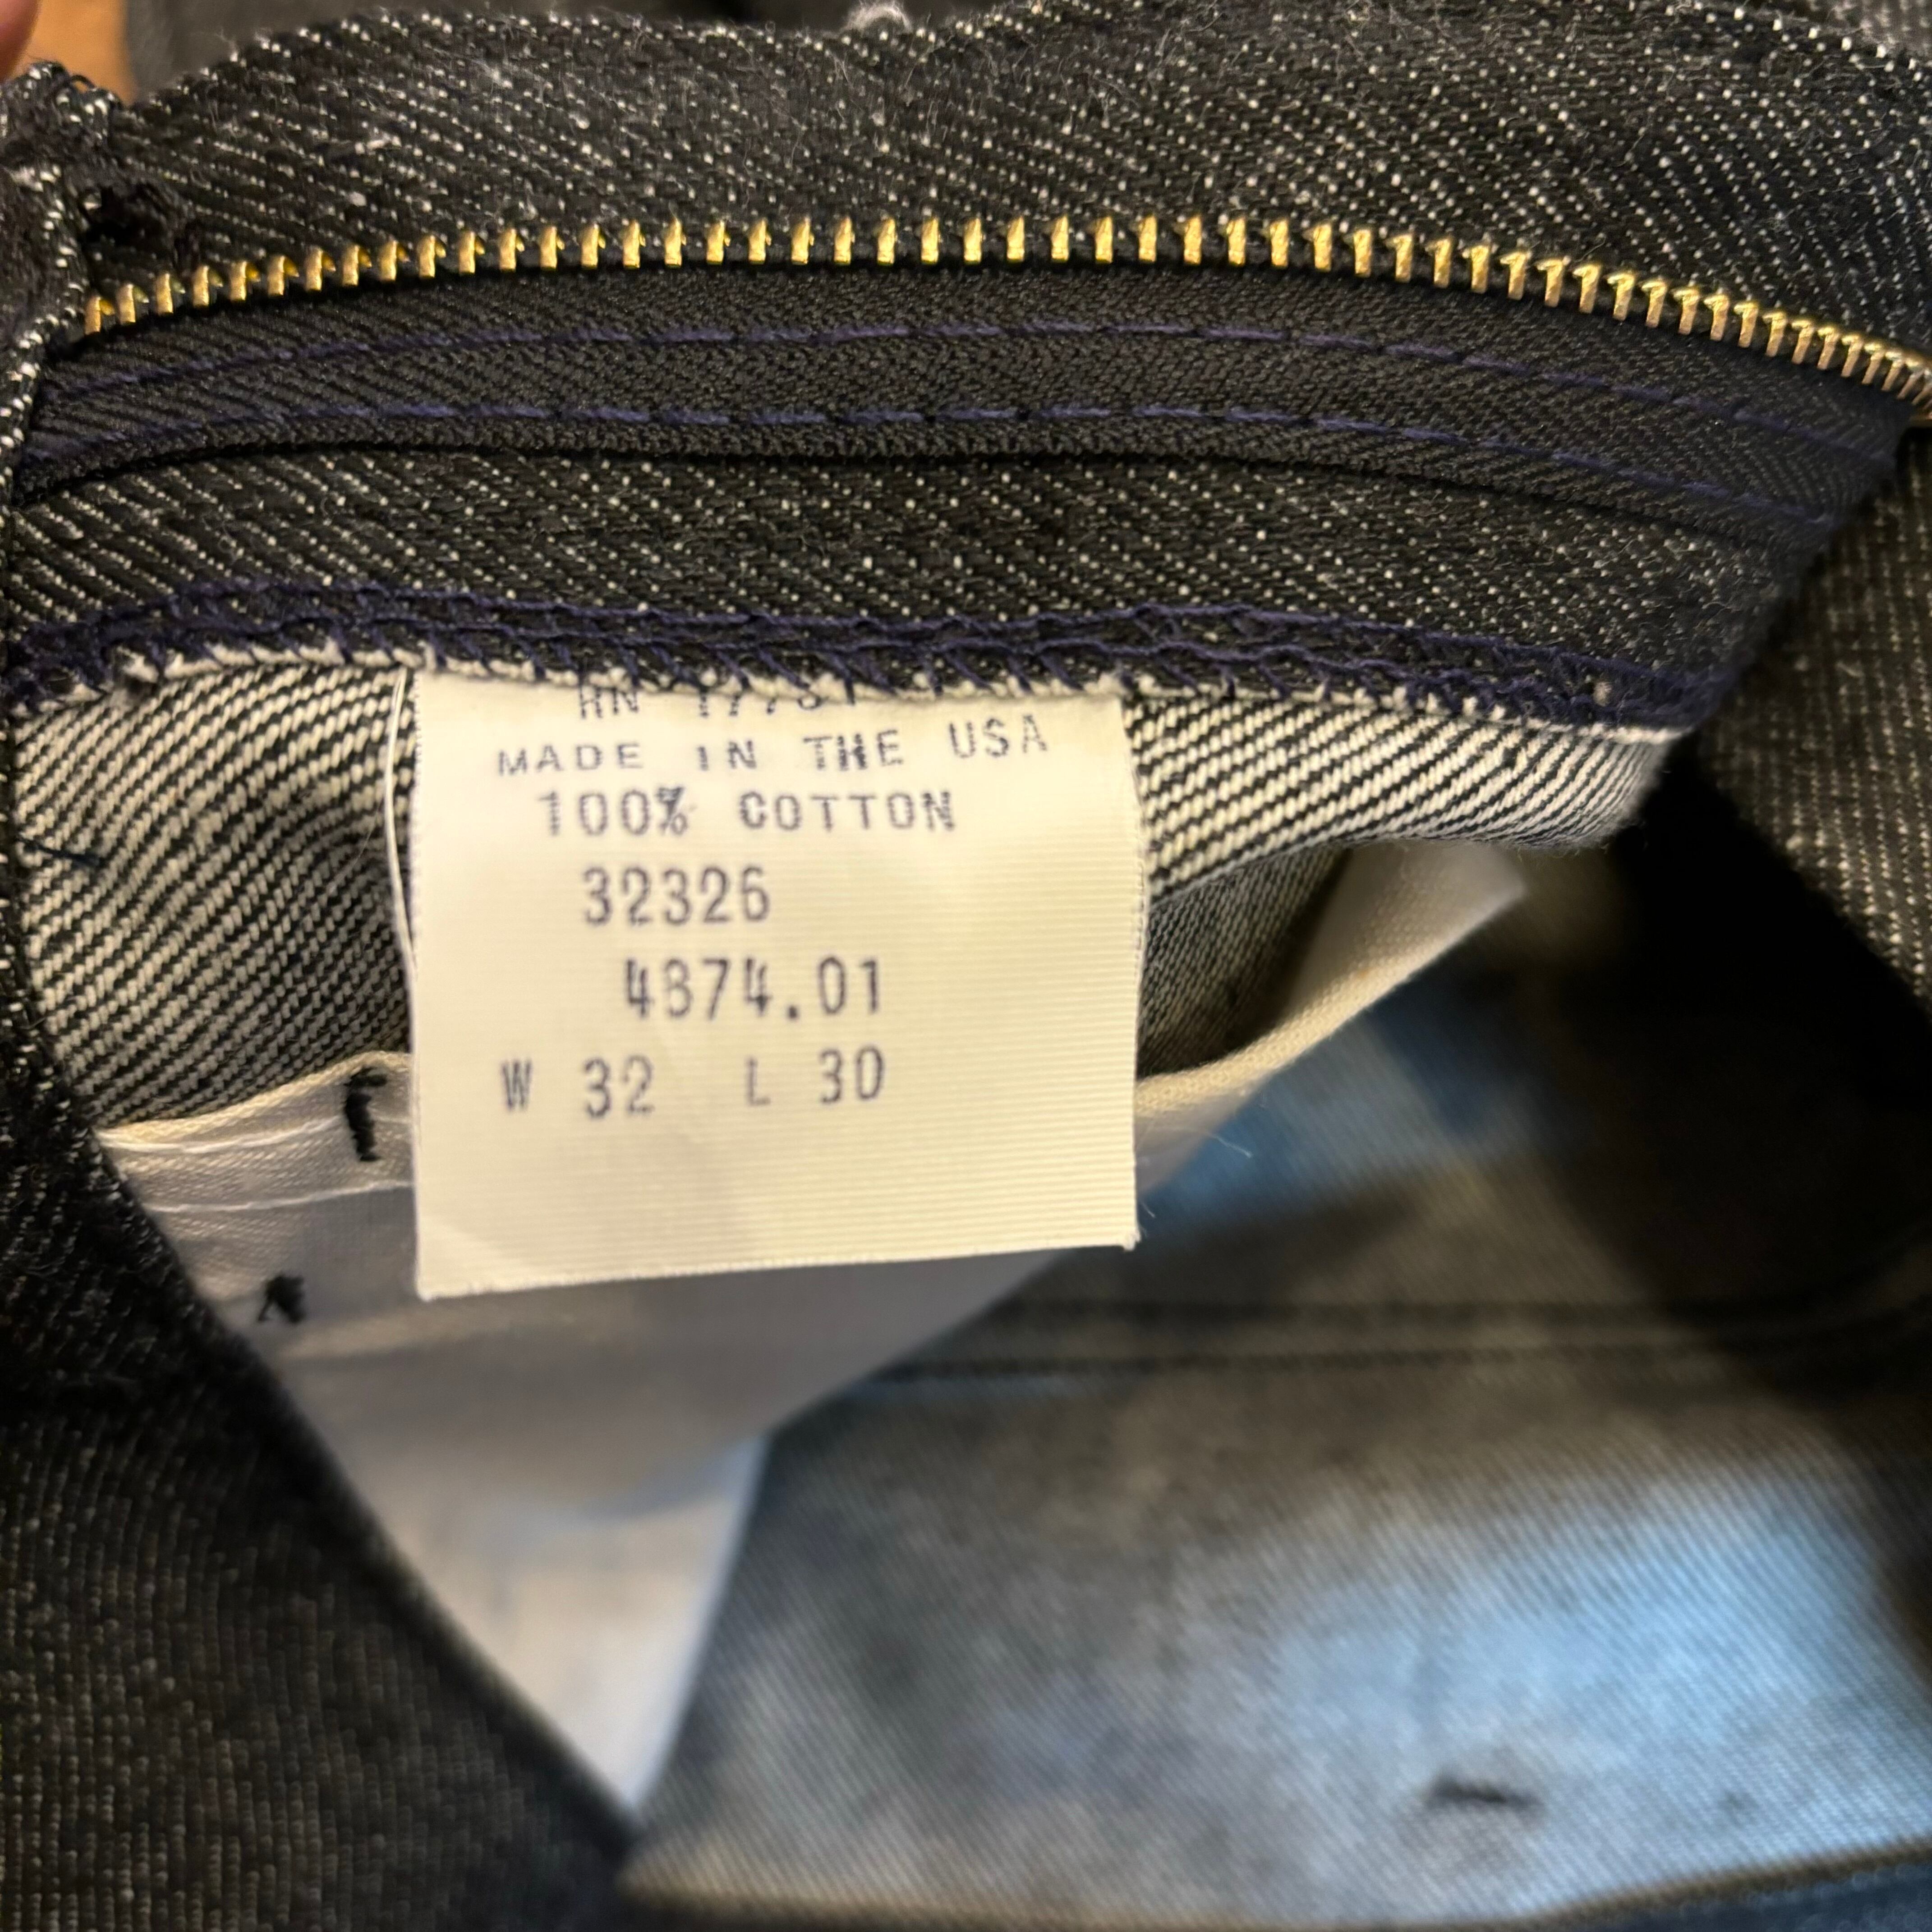 RN
MADE IN THE USA
100% COTTON
32326
4874.01
W 32 L 30